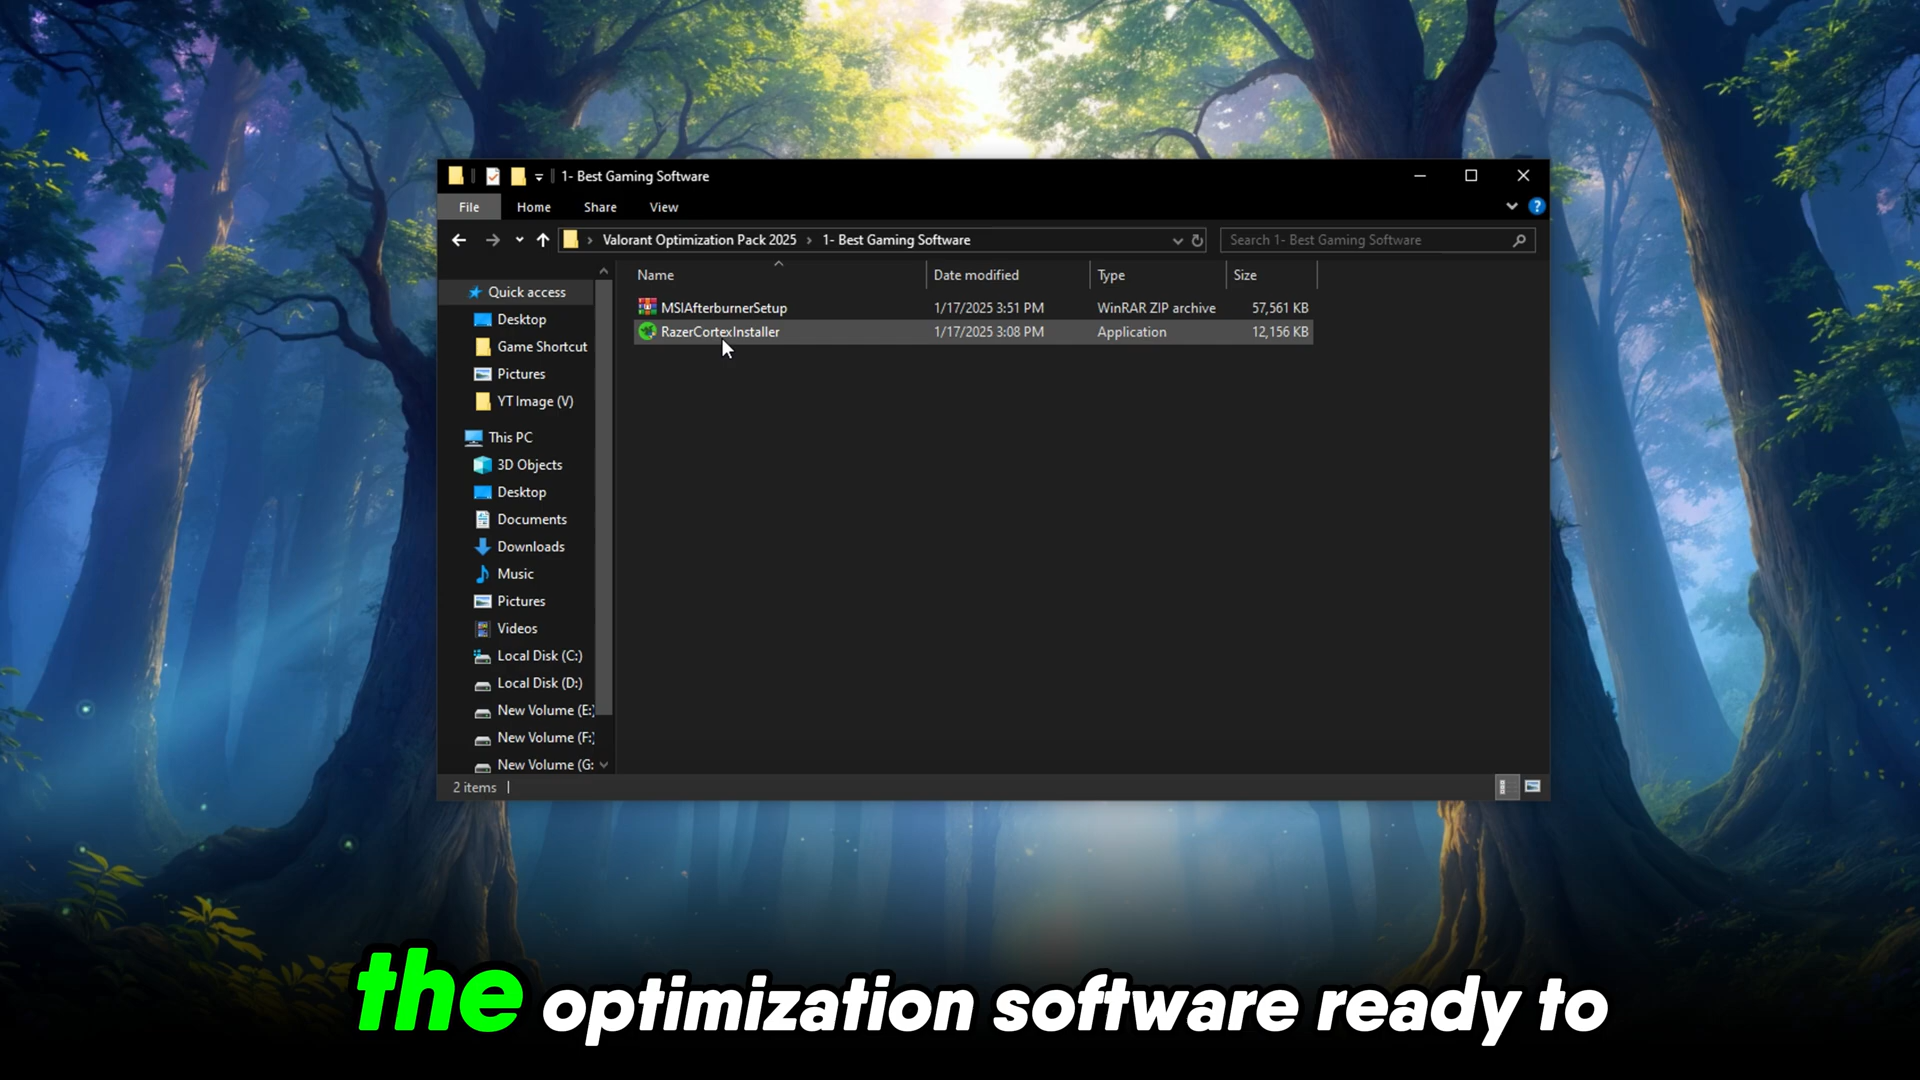 1- Best Gaming Software
File Home Share View
Valorant Optimization Pack 2025 > 1- Best Gaming Software
Search 1- Best Gaming Software
Name Date modified Type Size
MSIAfterburnerSetup 1/17/2025 3:51 PM WinRAR ZIP archive 57,561 KB
RazerCortexInstaller 1/17/2025 3:08 PM Application 12,156 KB
Quick access
Desktop
Game Shortcut
Pictures
YT Image (V)
This PC
3D Objects
Desktop
Documents
Downloads
Music
Pictures
Videos
Local Disk (C:)
Local Disk (D:)
New Volume (E:)
New Volume (F:)
New Volume (G:
2 items
the optimization software ready to